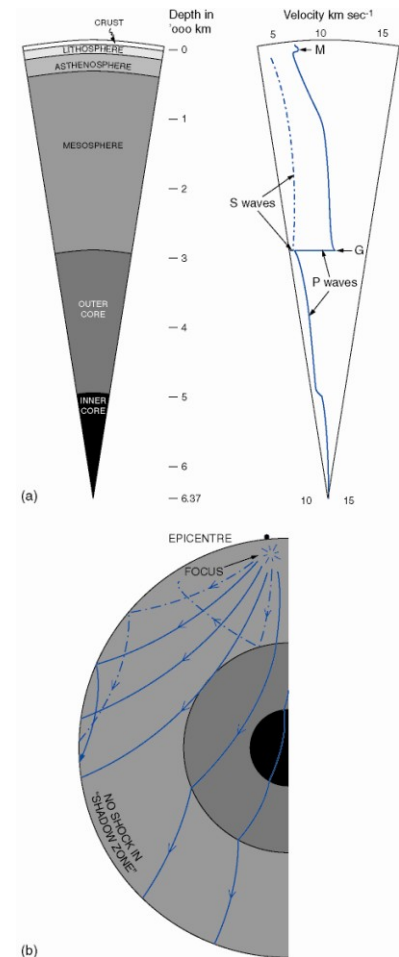 CRUST
LITHOSPHERE
ASTHENOSPHERE
MESOSPHERE
OUTER
CORE
INNER
CORE
(a)
Depth in
'ooo km
0
1
2
3
4
5
6
6.37
Velocity km sec-1
5 10 15
M
S waves
G
P waves
10 15
EPICENTRE
FOCUS
NO SHOCK IN
"SHADOW ZONE"
(b)